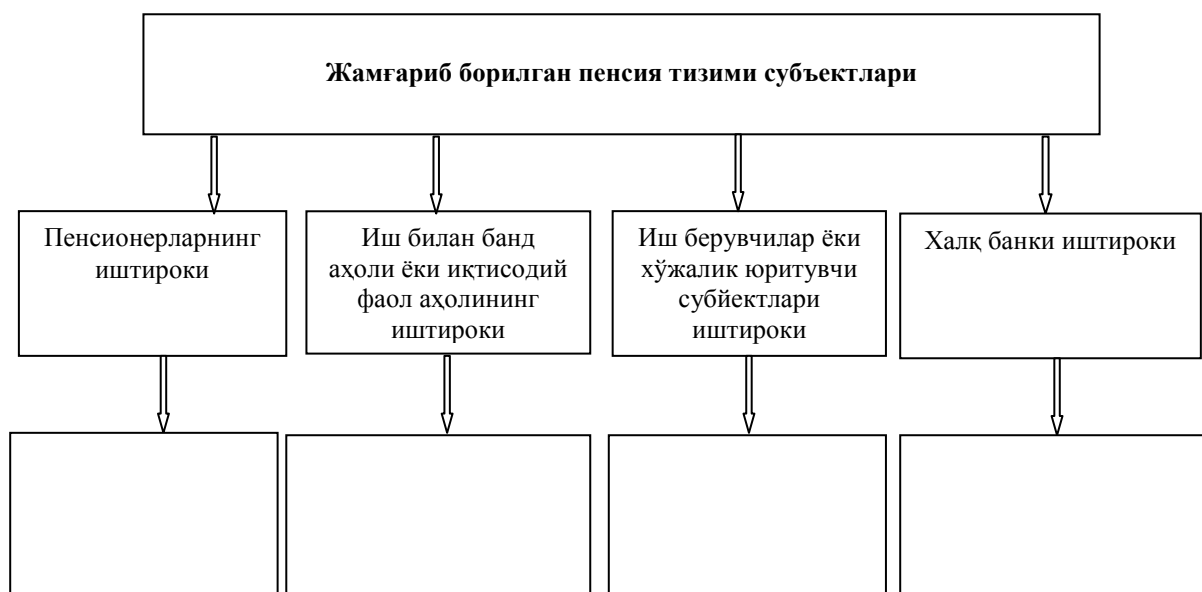 Жамғариб борилган пенсия тизими субъектлари
Пенсионерларнинг
иштироки
Иш билан банд
аҳоли ёки иқтисодий
фаол аҳолининг
иштироки
Иш берувчилар ёки
хўжалик юритувчи
субйектлари
иштироки
Халқ банки иштироки